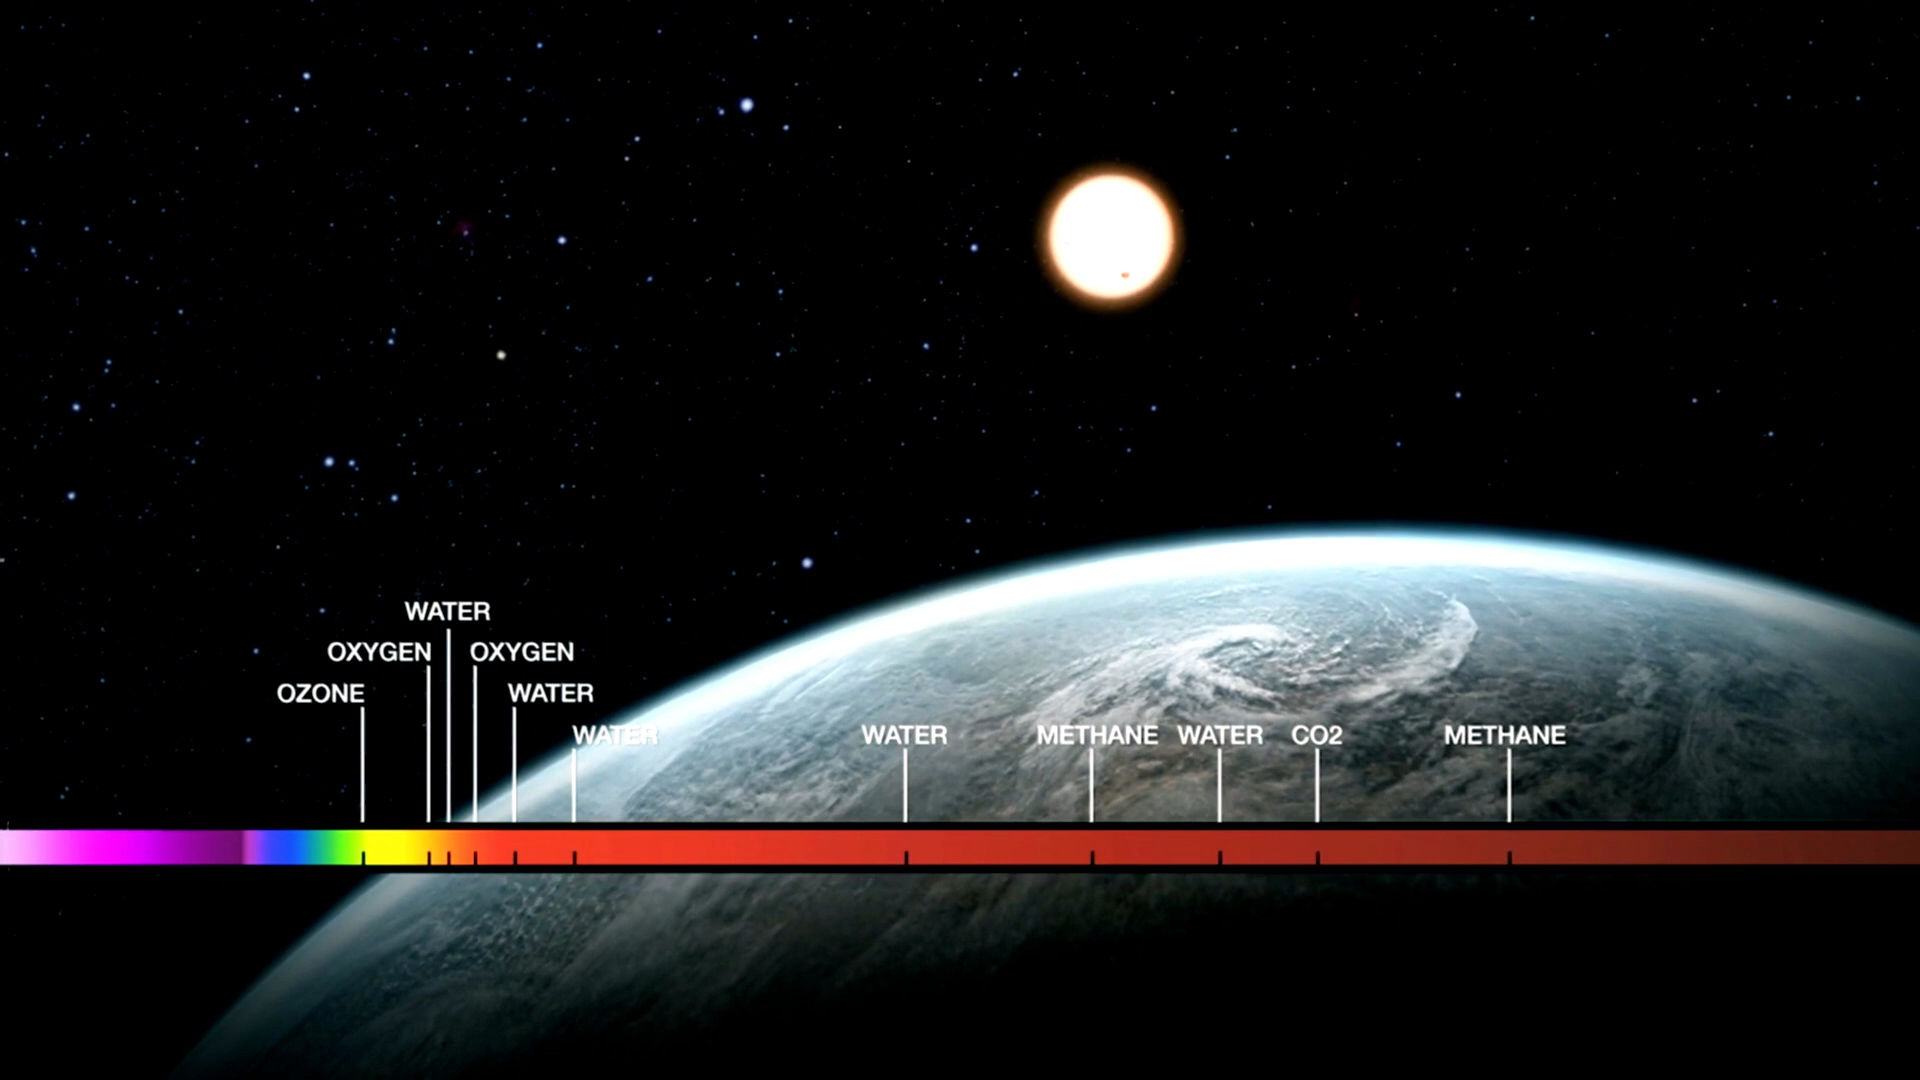 WATER
OXYGEN OXYGEN
OZONE WATER
WATER WATER METHANE WATER CO2 METHANE